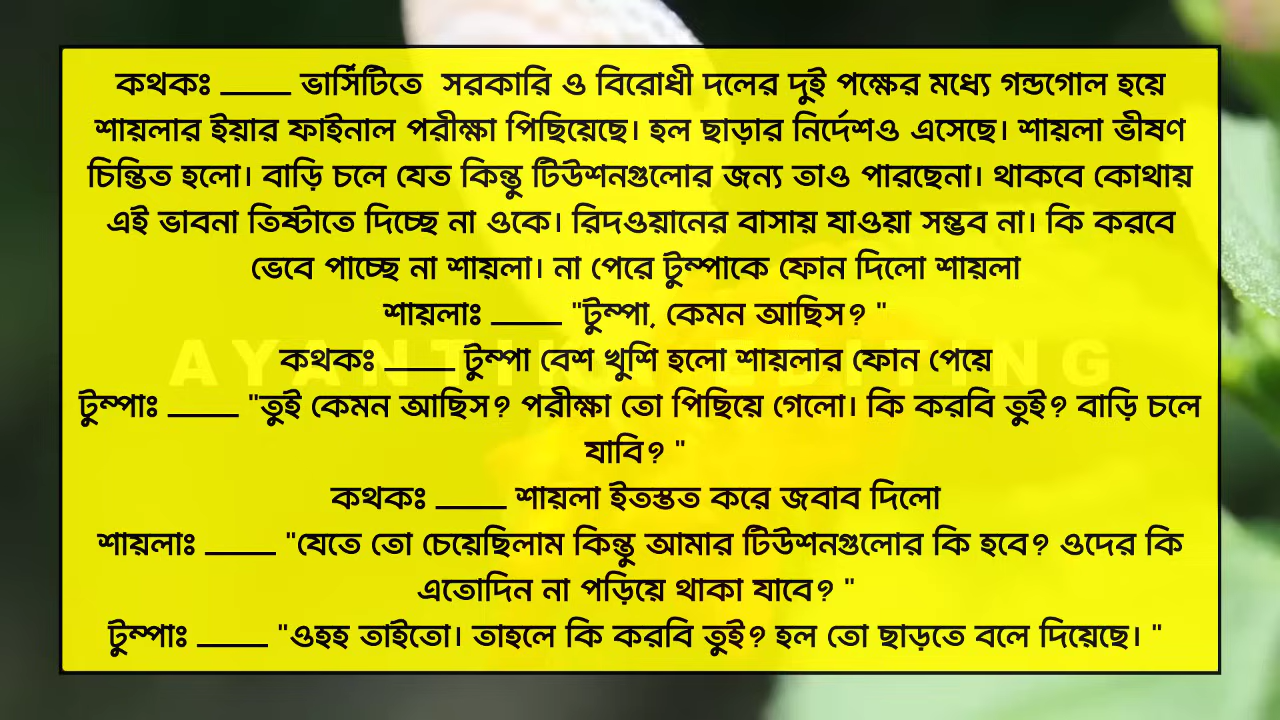 কথকঃ _____ ভার্সিটিতে সরকারি ও বিরোধী দলের দুই পক্ষের মধ্যে গন্ডগোল হয়ে
শায়লার ইয়ার ফাইনাল পরীক্ষা পিছিয়েছে। হল ছাড়ার নির্দেশও এসেছে। শায়লা ভীষণ
চিন্তিত হলো। বাড়ি চলে যেত কিন্তু টিউশনগুলোর জন্য তাও পারছেনা। থাকবে কোথায়
এই ভাবনা তিষ্টাতে দিচ্ছে না ওকে। রিদওয়ানের বাসায় যাওয়া সম্ভব না। কি করবে
ভেবে পাচ্ছে না শায়লা। না পেরে টুম্পাকে ফোন দিলো শায়লা
শায়লাঃ _____ "টুম্পা, কেমন আছিস? "
AYANTIKA EDITING
কথকঃ _____ টুম্পা বেশ খুশি হলো শায়লার ফোন পেয়ে
টুম্পাঃ _____ "তুই কেমন আছিস? পরীক্ষা তো পিছিয়ে গেলো। কি করবি তুই? বাড়ি চলে
যাবি? "
কথকঃ _____ শায়লা ইতস্তত করে জবাব দিলো
শায়লাঃ _____ "যেতে তো চেয়েছিলাম কিন্তু আমার টিউশনগুলোর কি হবে? ওদের কি
এতোদিন না পড়িয়ে থাকা যাবে? "
টুম্পাঃ _____ "ওহহ তাইতো। তাহলে কি করবি তুই? হল তো ছাড়তে বলে দিয়েছে। "